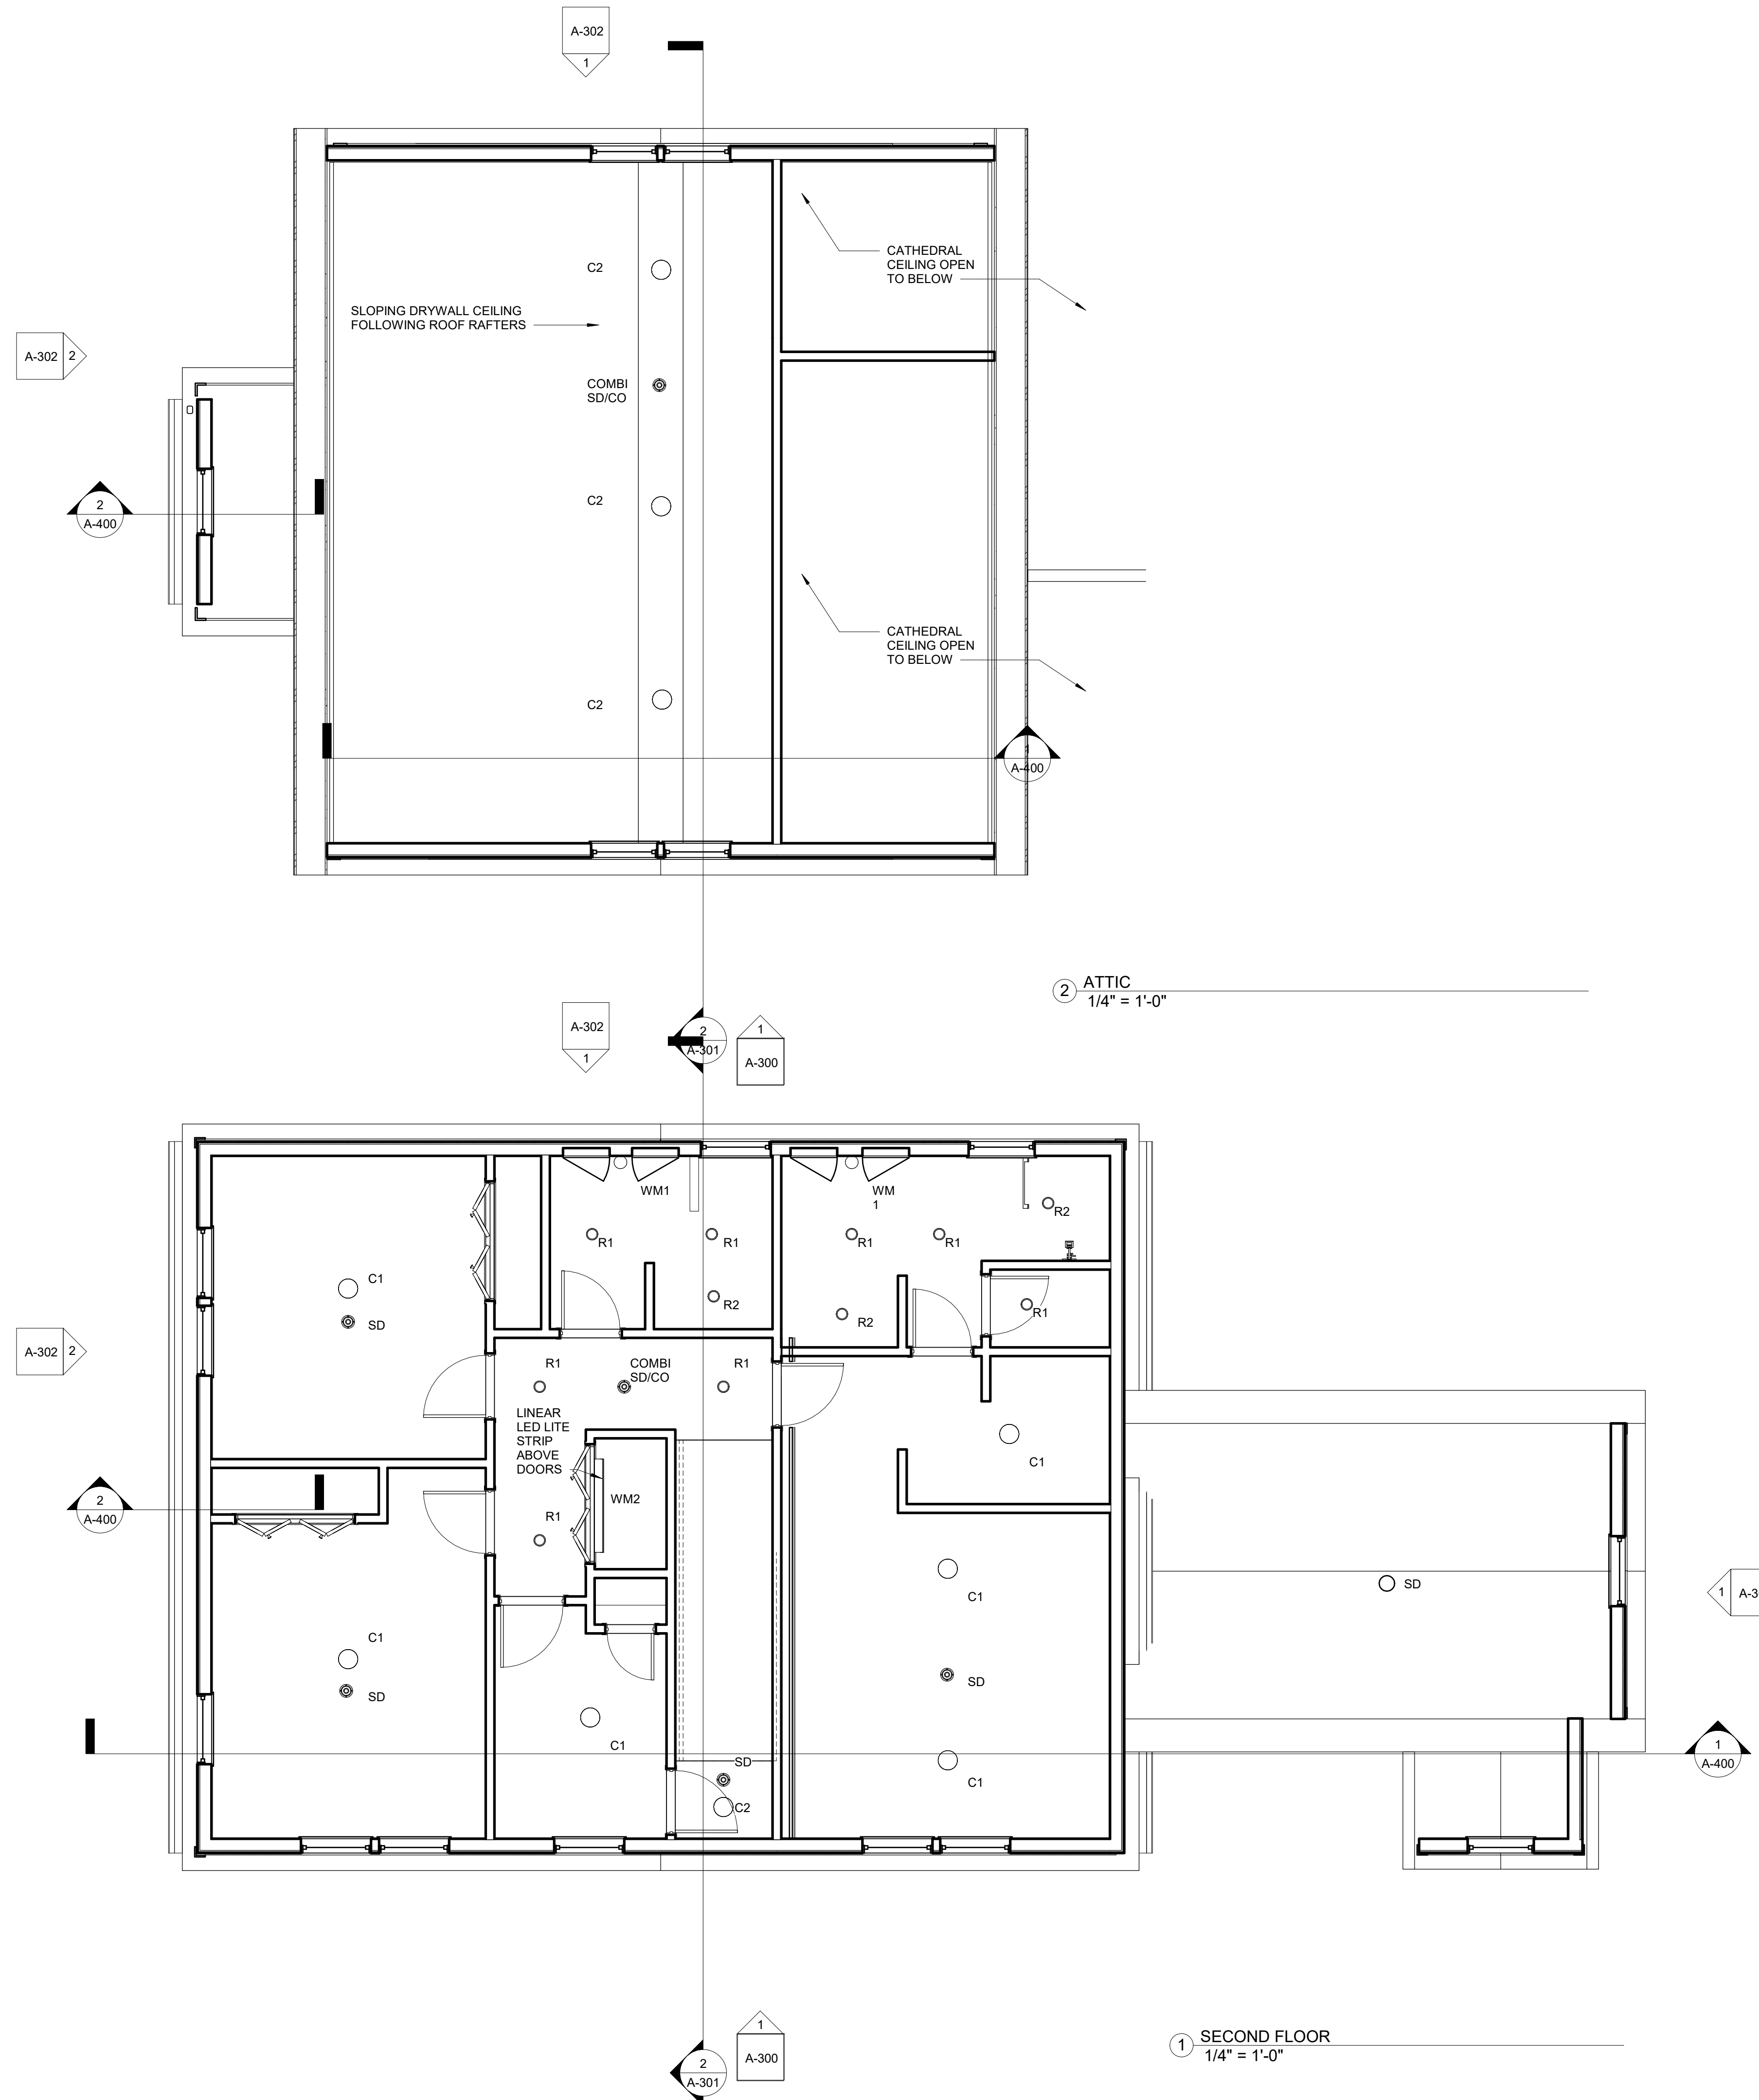 A-302
1
C2
CATHEDRAL
CEILING OPEN
TO BELOW
SLOPING DRYWALL CEILING
FOLLOWING ROOF RAFTERS
A-302 2
COMBI
SD/CO
C2
2
A-400
CATHEDRAL
CEILING OPEN
TO BELOW
C2
1
A-400
2 ATTIC
1/4" = 1'-0"
A-302
1
2
A-301
1
A-300
WM1
WM
1
R2
R1
R1
R1
R1
C1
R2
R1
SD
R2
A-302 2
R1
COMBI
SD/CO
R1
LINEAR
LED LITE
STRIP
ABOVE
DOORS
C1
WM2
2
A-400
R1
SD
C1
1 A-3
C1
SD
SD
C1
SD
1
A-400
C1
C2
1
A-300
2
A-301
1 SECOND FLOOR
1/4" = 1'-0"